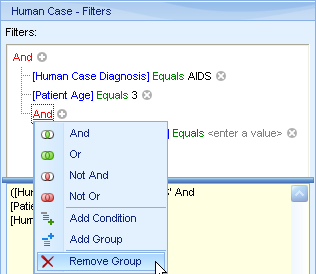 Human Case - Filters
Filters:
And
[Human Case Diagnosis] Equals AIDS
[Patient Age] Equals 3
And
And
] Equals <enter a value>
Or
Not And
Not Or
Add Condition
Add Group
Remove Group
([Hum
' And
[Patie
[Hum